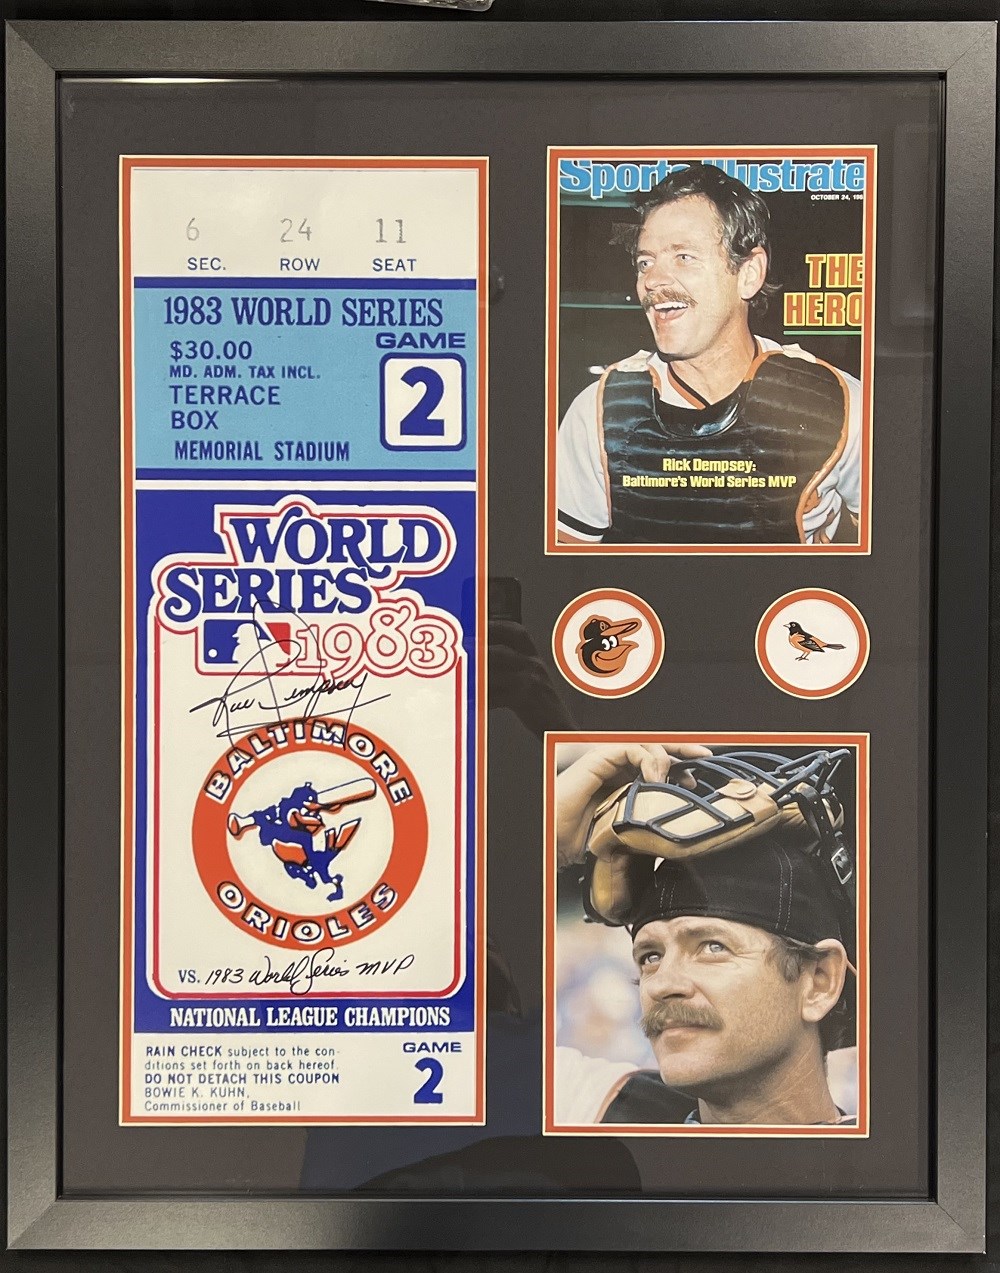 6 24 11
SEC. ROW SEAT
1983 WORLD SERIES
GAME
2
$30.00
MD. ADM. TAX INCL.
TERRACE
BOX
MEMORIAL STADIUM
WORLD
SERIES
1983
Rick Dempsey
BALTIMORE
ORIOLES
VS. 1983 World Series MVP
NATIONAL LEAGUE CHAMPIONS
RAIN CHECK subject to the con-
ditions set forth on back hereof.
DO NOT DETACH THIS COUPON
BOWIE K. KUHN,
Commissioner of Baseball
GAME
2
Sports Illustrate
OCTOBER 24, 198
THE
HERO
Rick Dempsey:
Baltimore's World Series MVP